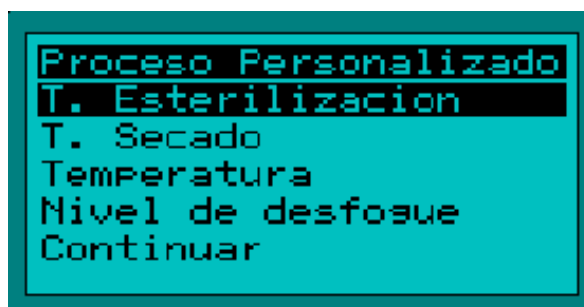 Proceso Personalizado
T. Esterilizacion
T. Secado
Temperatura
Nivel de desfogue
Continuar